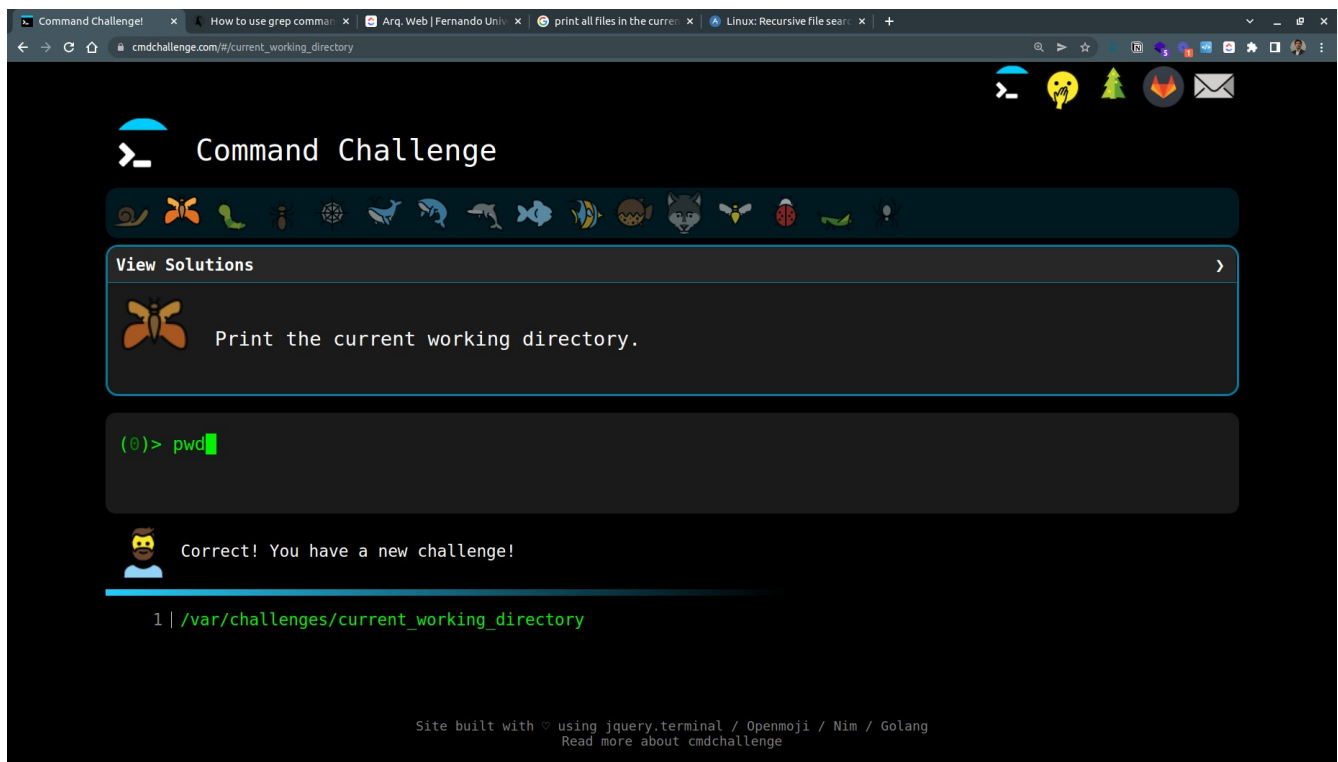 Command Challenge!
How to use grep comman
Arq. Web | Fernando Univ
print all files in the curren
Linux: Recursive file searc
cmdchallenge.com/#/current_working_directory
Command Challenge
View Solutions
Print the current working directory.
(0)> pwd
Correct! You have a new challenge!
1 | /var/challenges/current_working_directory
Site built with ♡ using jquery.terminal / Openmoji / Nim / Golang
Read more about cmdchallenge